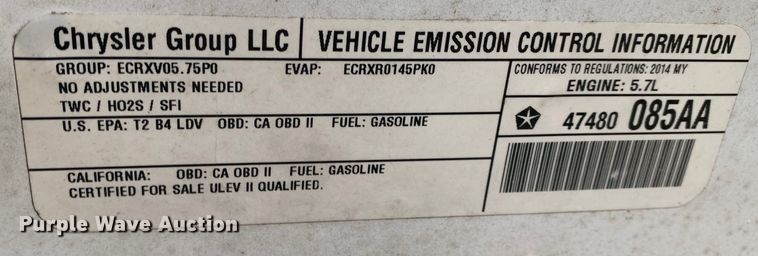 Chrysler Group LLC VEHICLE EMISSION CONTROL INFORMATION
GROUP: ECRXV05.75P0 EVAP: ECRXR0145PK0
NO ADJUSTMENTS NEEDED
TWC / HO2S / SFI
CONFORMS TO REGULATIONS: 2014 MY
ENGINE: 5.7L
U.S. EPA: T2 B4 LDV OBD: CA OBD II FUEL: GASOLINE
47480 085AA
CALIFORNIA: OBD: CA OBD II FUEL: GASOLINE
CERTIFIED FOR SALE ULEV II QUALIFIED.
Purple Wave Auction